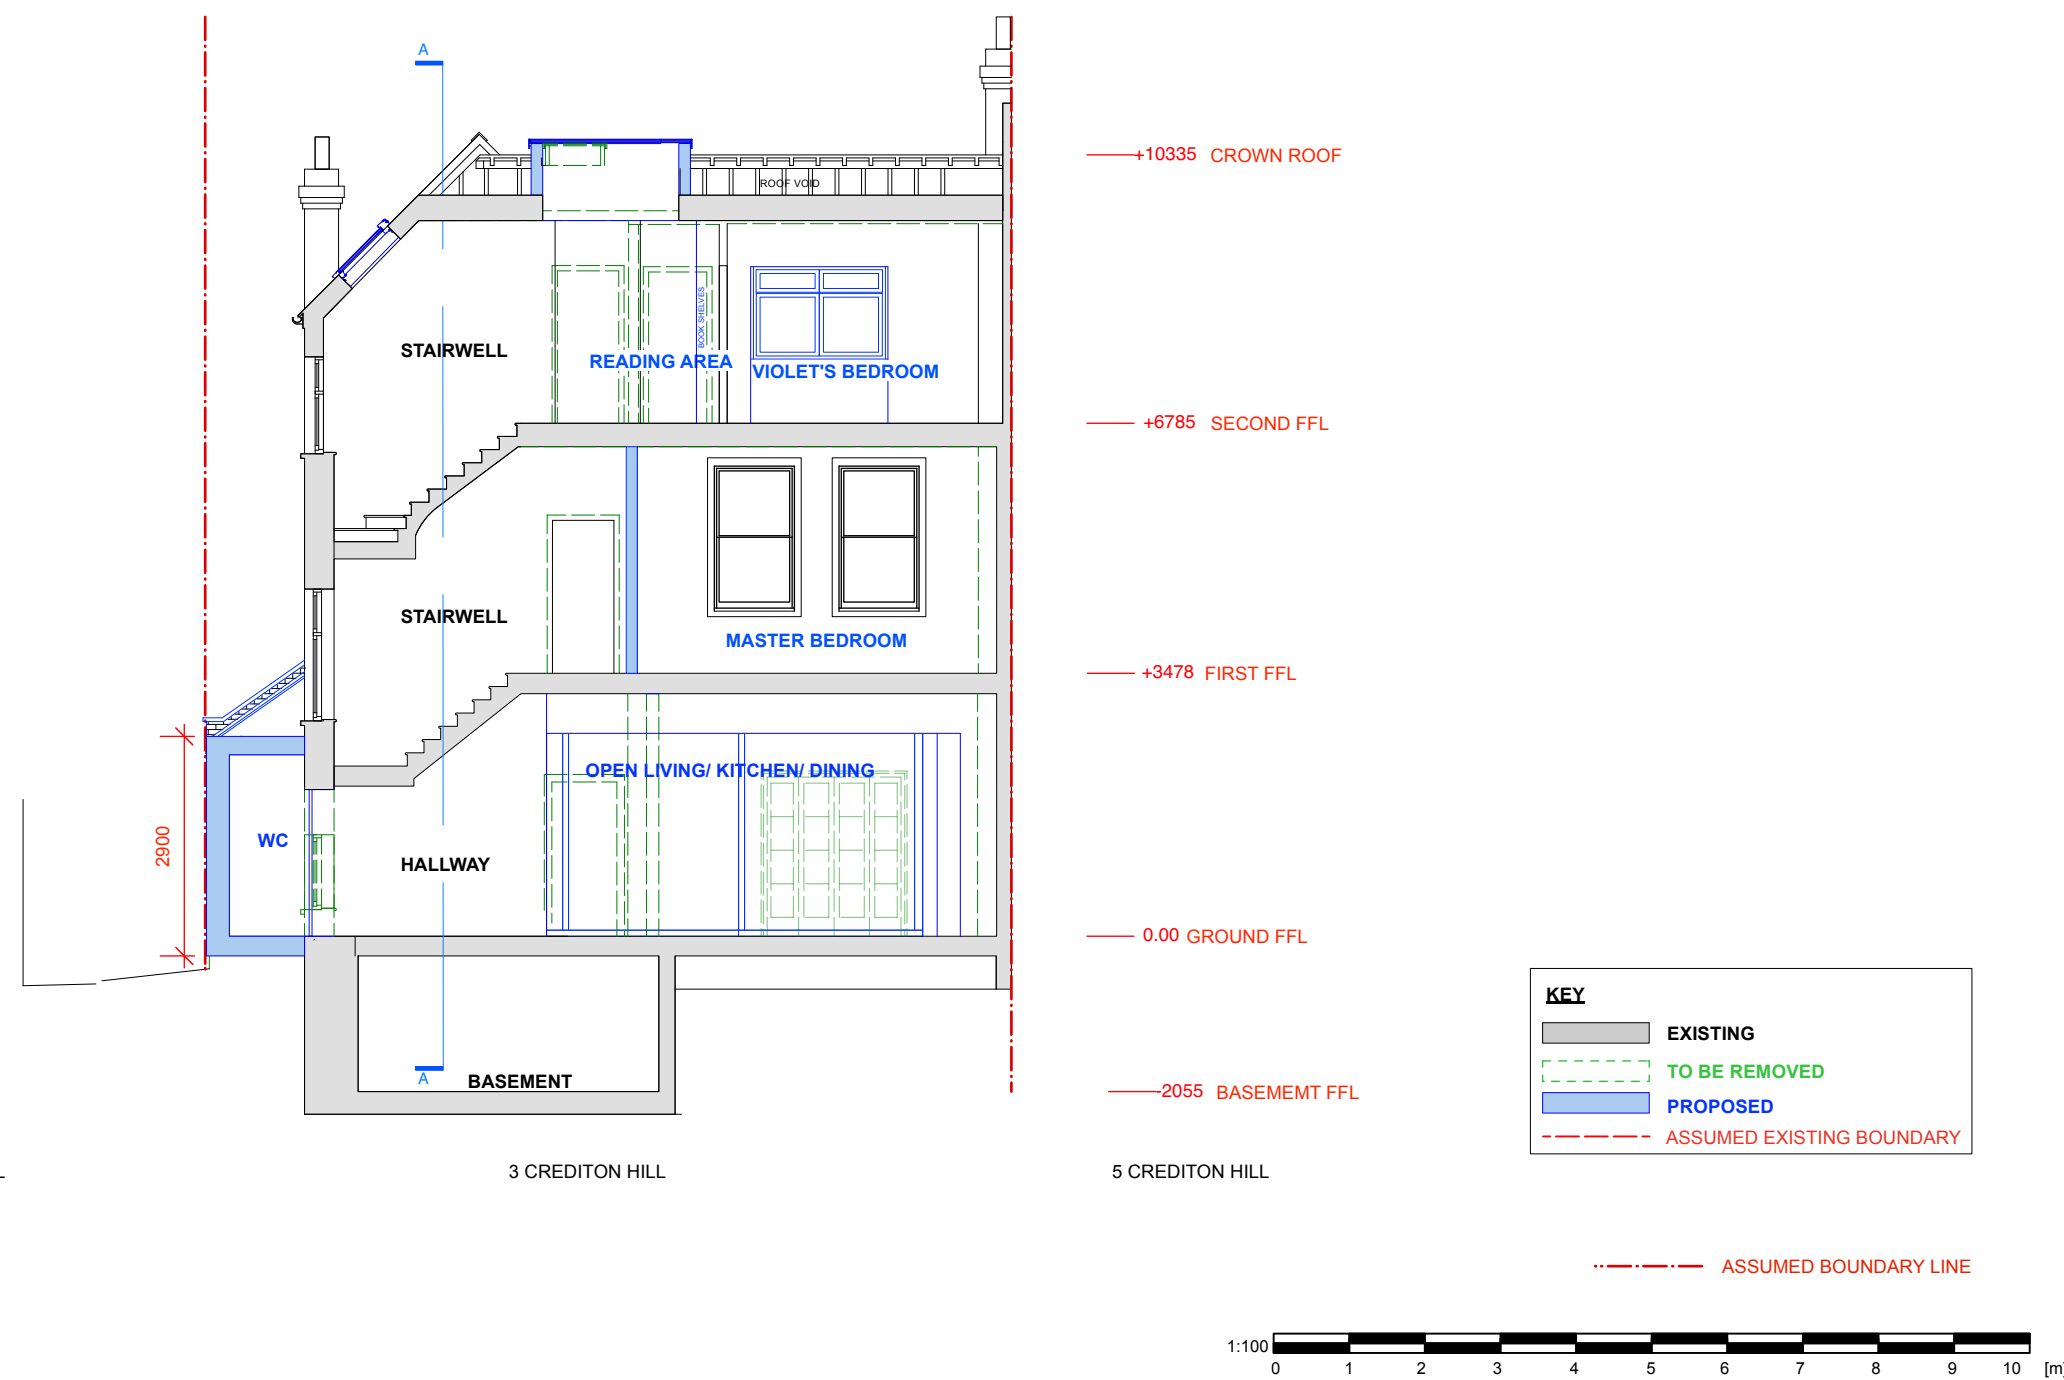 A
+10335 CROWN ROOF
ROOF VOID
BOOK SHELVES
STAIRWELL
READING AREA
VIOLET'S BEDROOM
+6785 SECOND FFL
STAIRWELL
MASTER BEDROOM
+3478 FIRST FFL
OPEN LIVING/ KITCHEN/ DINING
2900
WC
HALLWAY
0.00 GROUND FFL
A
BASEMENT
-2055 BASEMEMT FFL
KEY
EXISTING
TO BE REMOVED
PROPOSED
ASSUMED EXISTING BOUNDARY
3 CREDITON HILL
5 CREDITON HILL
ASSUMED BOUNDARY LINE
1:100
0 1 2 3 4 5 6 7 8 9 10 [m]